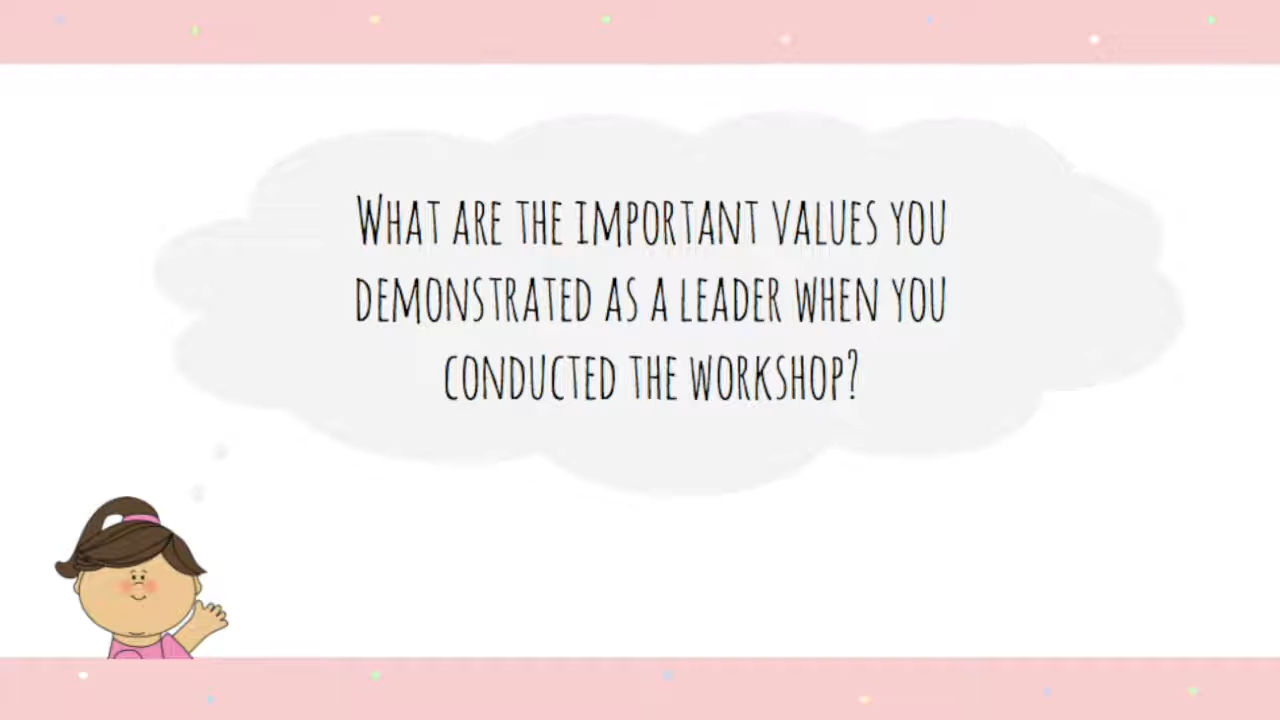 What are the important values you
demonstrated as a leader when you
conducted the workshop?